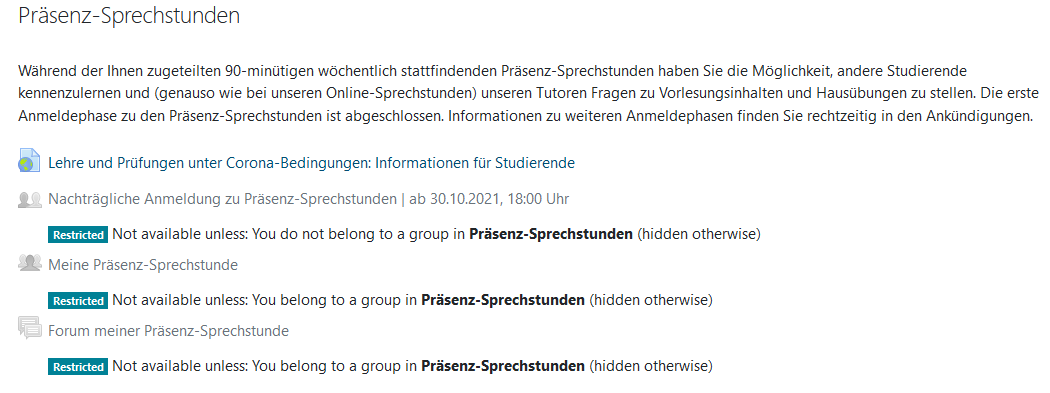 Präsenz-Sprechstunden
Während der Ihnen zugeteilten 90-minütigen wöchentlich stattfindenden Präsenz-Sprechstunden haben Sie die Möglichkeit, andere Studierende
kennenzulernen und (genauso wie bei unseren Online-Sprechstunden) unseren Tutoren Fragen zu Vorlesungsinhalten und Hausübungen zu stellen. Die erste
Anmeldephase zu den Präsenz-Sprechstunden ist abgeschlossen. Informationen zu weiteren Anmeldephasen finden Sie rechtzeitig in den Ankündigungen.
Lehre und Prüfungen unter Corona-Bedingungen: Informationen für Studierende
Nachträgliche Anmeldung zu Präsenz-Sprechstunden | ab 30.10.2021, 18:00 Uhr
Restricted Not available unless: You do not belong to a group in Präsenz-Sprechstunden (hidden otherwise)
Meine Präsenz-Sprechstunde
Restricted Not available unless: You belong to a group in Präsenz-Sprechstunden (hidden otherwise)
Forum meiner Präsenz-Sprechstunde
Restricted Not available unless: You belong to a group in Präsenz-Sprechstunden (hidden otherwise)